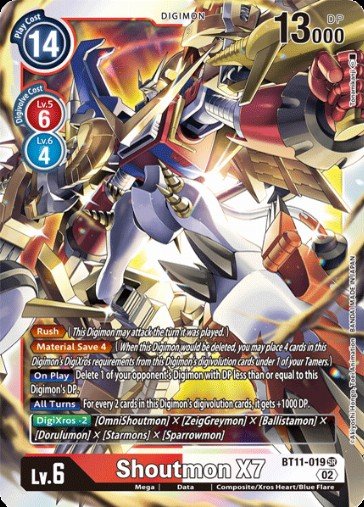 Play Cost
14
DIGIMON
DP
13000
Digivolve Cost
Lv.5
6
Lv.6
4
Rush (This Digimon may attack the turn it was played.)
Material Save 4 (When this Digimon would be deleted, you may place 4 cards in this
Digimon's DigiXros requirements from this Digimon's digivolution cards under 1 of your Tamers.)
On Play Delete 1 of your opponent's Digimon with DP less than or equal to this
Digimon's DP.
All Turns For every 2 cards in this Digimon's digivolution cards, it gets +1000 DP.
DigiXros -2 [OmniShoutmon] × [ZeigGreymon] × [Ballistamon] ×
[Dorulumon] × [Starmons] × [Sparrowmon]
Lv.6
Shoutmon X7
BT11-019 SR
02
Mega | Data | Composite/Xros Heart/Blue Flare